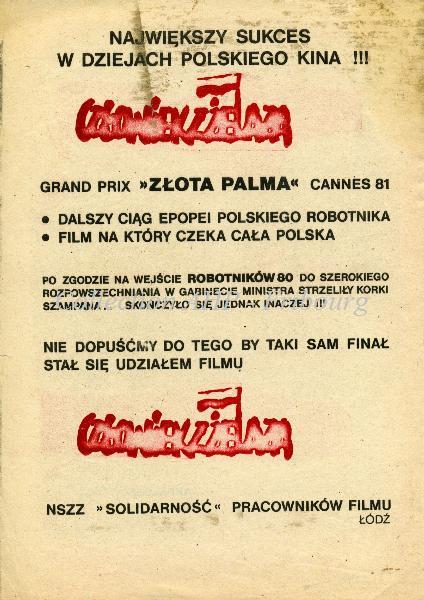 NAJWIĘKSZY SUKCES
W DZIEJACH POLSKIEGO KINA !!!
Człowiek z żelaza
GRAND PRIX »ZŁOTA PALMA« CANNES 81
• DALSZY CIĄG EPOPEI POLSKIEGO ROBOTNIKA
• FILM NA KTÓRY CZEKA CAŁA POLSKA
PO ZGODZIE NA WEJŚCIE ROBOTNIKÓW 80 DO SZEROKIEGO
ROZPOWSZECHNIANIA W GABINECIE MINISTRA STRZELIŁY KORKI
SZAMPANA . SKOŃCZYŁO SIĘ JEDNAK INACZEJ !!!
NIE DOPUŚĆMY DO TEGO BY TAKI SAM FINAŁ
STAŁ SIĘ UDZIAŁEM FILMU
Człowiek z żelaza
NSZZ »SOLIDARNOŚĆ« PRACOWNIKÓW FILMU
ŁÓDŹ